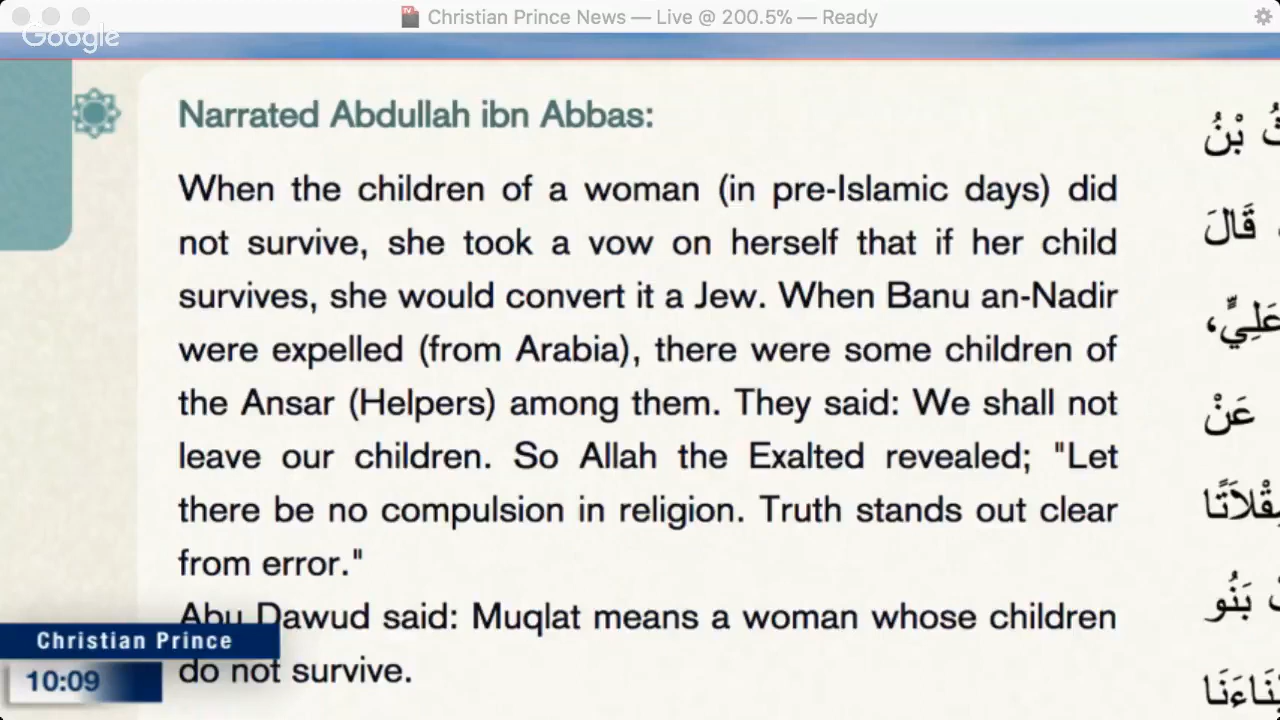 Christian Prince News — Live @ 200.5% — Ready
Google
Narrated Abdullah ibn Abbas:
When the children of a woman (in pre-Islamic days) did
not survive, she took a vow on herself that if her child
survives, she would convert it a Jew. When Banu an-Nadir
were expelled (from Arabia), there were some children of
the Ansar (Helpers) among them. They said: We shall not
leave our children. So Allah the Exalted revealed; "Let
there be no compulsion in religion. Truth stands out clear
from error."
Abu Dawud said: Muqlat means a woman whose children
do not survive.
بْنُ
قَالَ
عَلِيٍّ،
عَنْ
بَنُو
Christian Prince
10:09